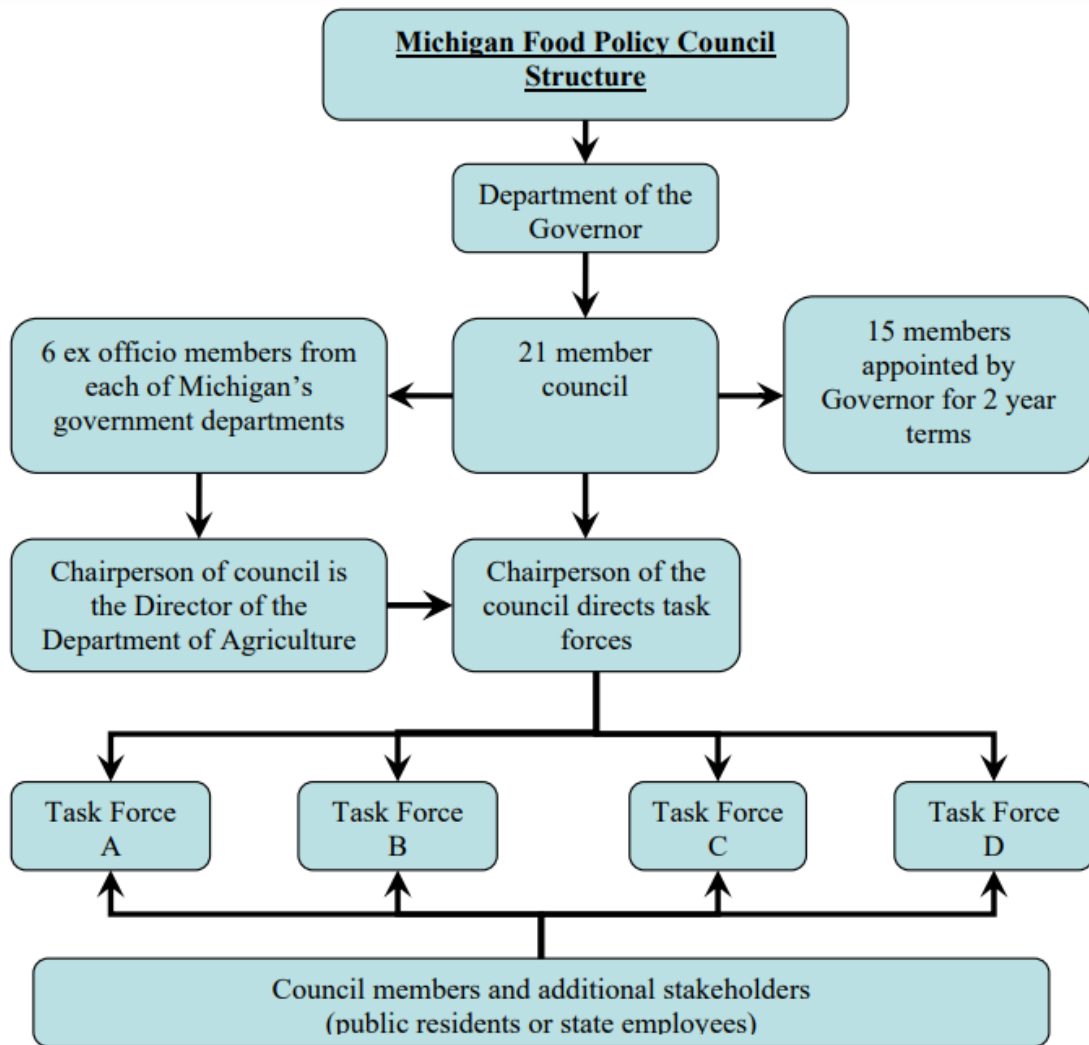 Michigan Food Policy Council
Structure
Department of the
Governor
6 ex officio members from
each of Michigan’s
government departments
21 member
council
15 members
appointed by
Governor for 2 year
terms
Chairperson of council is
the Director of the
Department of Agriculture
Chairperson of the
council directs task
forces
Task Force
A
Task Force
B
Task Force
C
Task Force
D
Council members and additional stakeholders
(public residents or state employees)